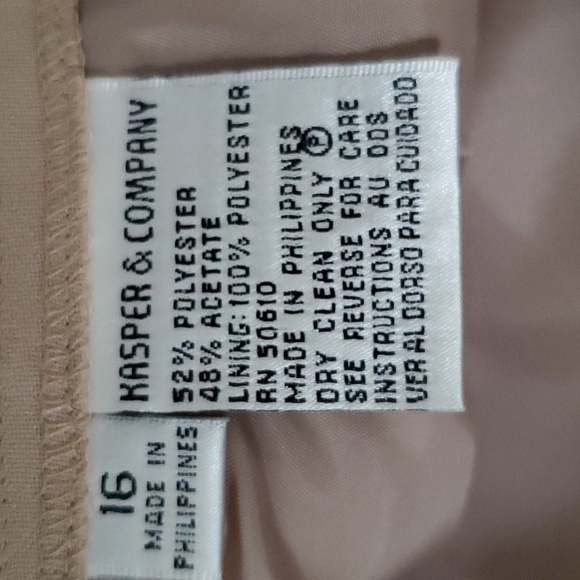 KASPER & COMPANY
52% POLYESTER
48% ACETATE
LINING: 100% POLYESTER
RN 50610
MADE IN PHILIPPINES
DRY CLEAN ONLY Ⓟ
SEE REVERSE FOR CARE
INSTRUCTIONS AU DOS
VER AL DORSO PARA CUIDADO
16
MADE IN
PHILIPPINES